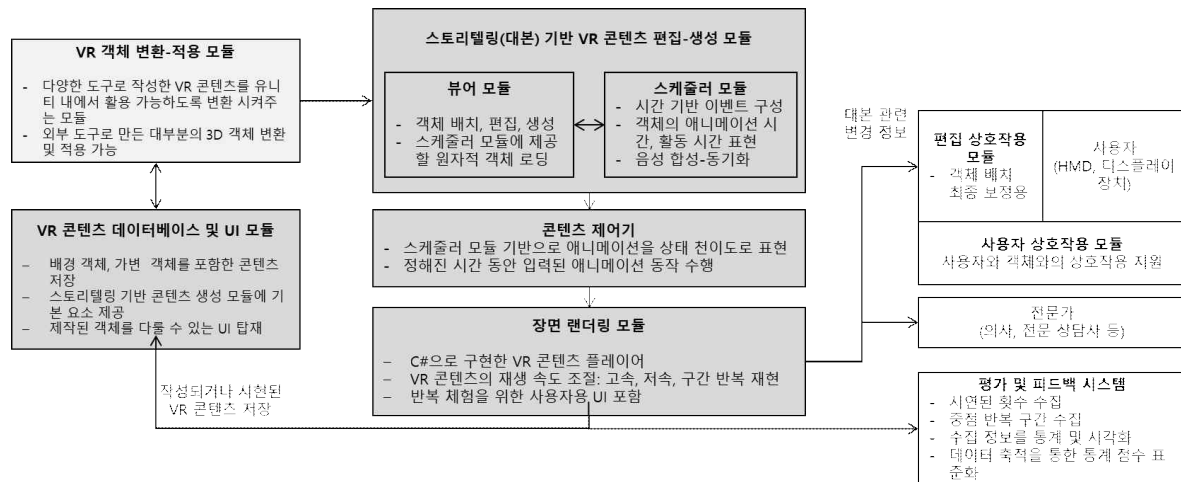 VR 객체 변환-적용 모듈
- 다양한 도구로 작성한 VR 콘텐츠를 유니
티 내에서 활용 가능하도록 변환 시켜주
는 모듈
- 외부 도구로 만든 대부분의 3D 객체 변환
및 적용 가능
VR 콘텐츠 데이터베이스 및 UI 모듈
– 배경 객체, 가변 객체를 포함한 콘텐츠
저장
– 스토리텔링 기반 콘텐츠 생성 모듈에 기
본 요소 제공
– 제작된 객체를 다룰 수 있는 UI 탑재
작성되거나 시현된
VR 콘텐츠 저장
스토리텔링(대본) 기반 VR 콘텐츠 편집-생성 모듈
뷰어 모듈
- 객체 배치, 편집, 생성
- 스케줄러 모듈에 제공
할 원자적 객체 로딩
스케줄러 모듈
- 시간 기반 이벤트 구성
- 객체의 애니메이션 시
간, 활동 시간 표현
- 음성 합성-동기화
콘텐츠 제어기
- 스케줄러 모듈 기반으로 애니메이션을 상태 천이도로 표현
- 정해진 시간 동안 입력된 애니메이션 동작 수행
장면 랜더링 모듈
– C#으로 구현한 VR 콘텐츠 플레이어
– VR 콘텐츠의 재생 속도 조절: 고속, 저속, 구간 반복 재현
– 반복 체험을 위한 사용자용 UI 포함
대본 관련
변경 정보
편집 상호작용
모듈
- 객체 배치
최종 보정용
사용자
(HMD, 디스플레이
장치)
사용자 상호작용 모듈
사용자와 객체와의 상호작용 지원
전문가
(의사, 전문 상담사 등)
평가 및 피드백 시스템
- 시연된 횟수 수집
- 중점 반복 구간 수집
- 수집 정보를 통계 및 시각화
- 데이터 축적을 통한 통계 점수 표
준화